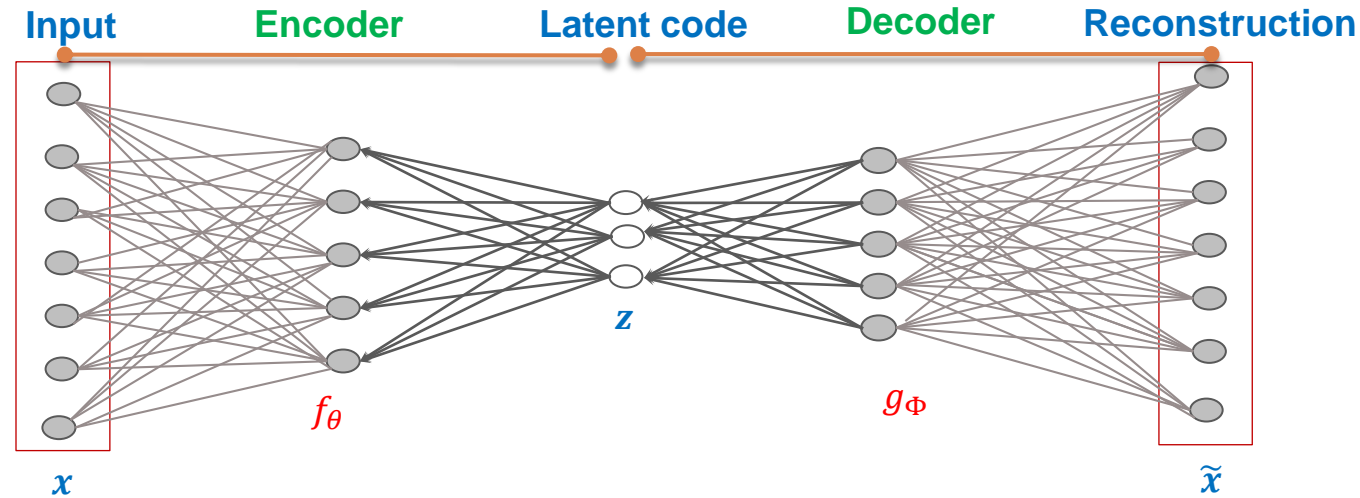 Input Encoder Latent code Decoder Reconstruction
z
f_θ g_Φ
x x̃